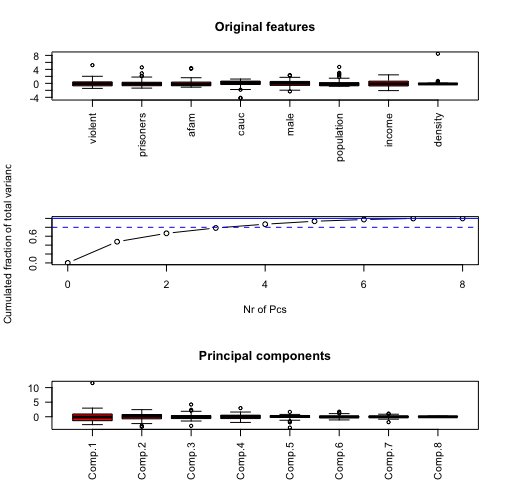 Original features
8
4
0
-4
violent
prisoners
afam
cauc
male
population
income
density
Cumulated fraction of total varianc
0.6
0.0
0 2 4 6 8
Nr of Pcs
Principal components
10
5
0
Comp.1
Comp.2
Comp.3
Comp.4
Comp.5
Comp.6
Comp.7
Comp.8